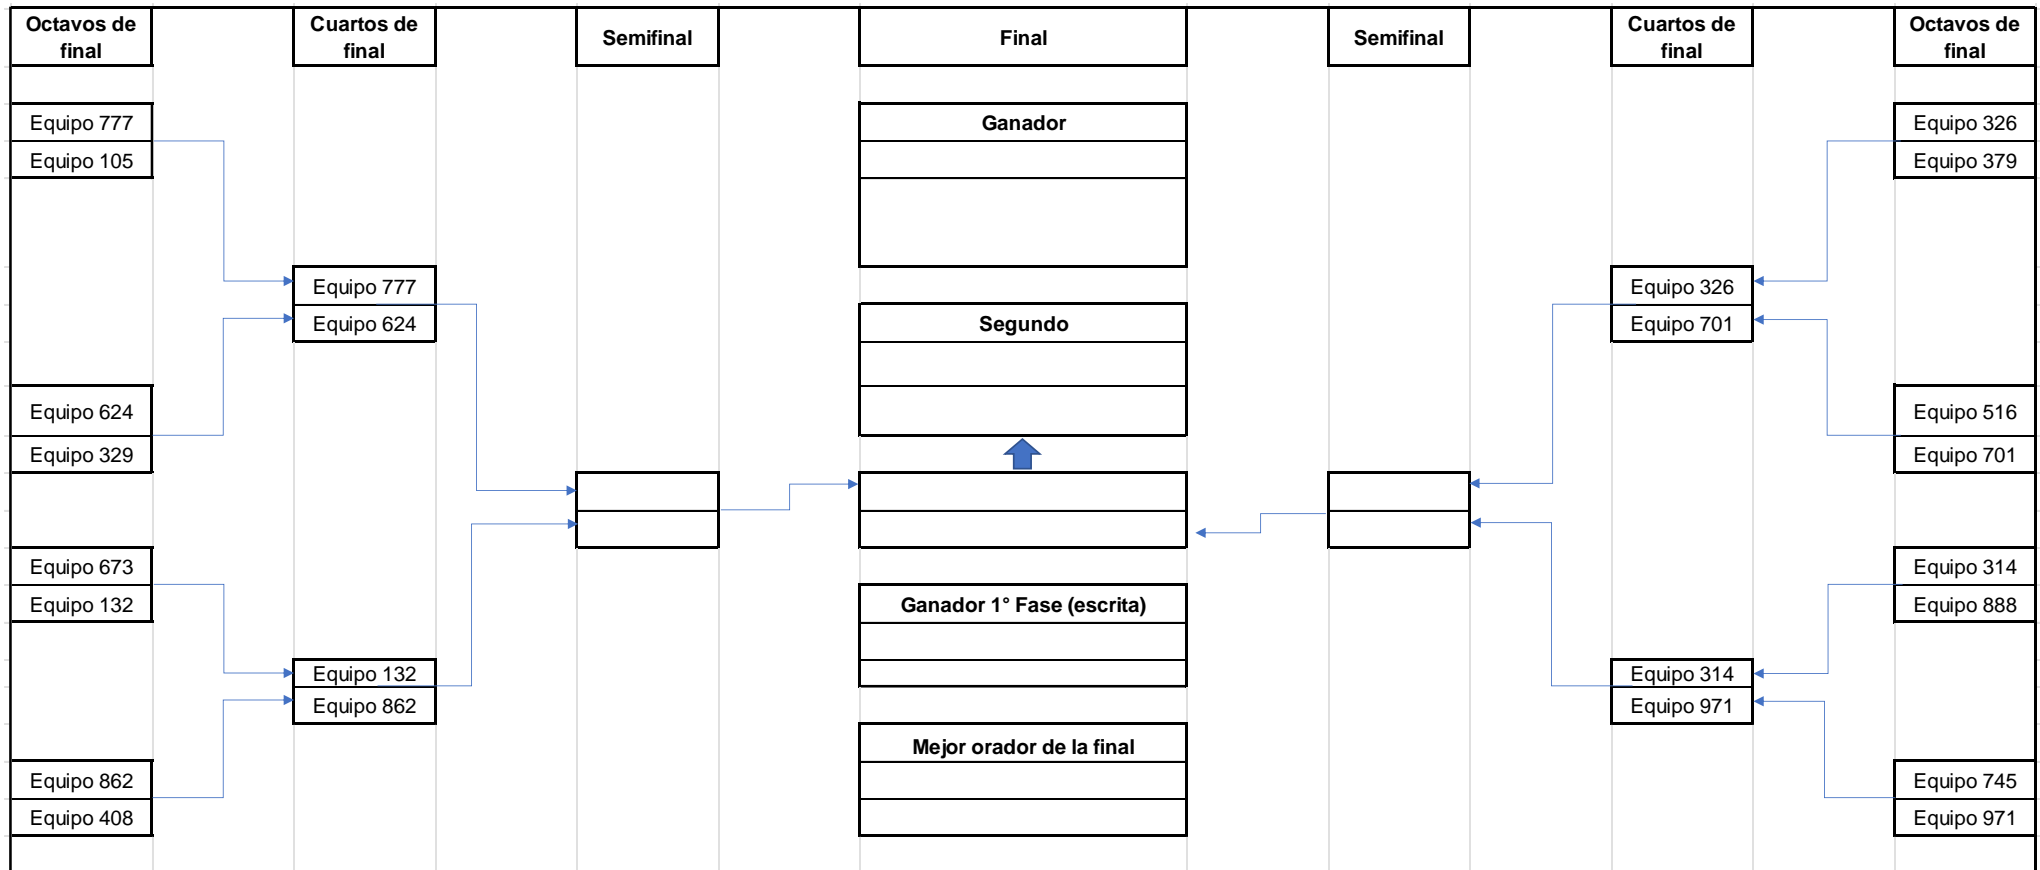 Octavos de
final
Cuartos de
final
Semifinal
Final
Semifinal
Cuartos de
final
Octavos de
final
Equipo 777
Equipo 105
Equipo 624
Equipo 329
Equipo 673
Equipo 132
Equipo 862
Equipo 408
Equipo 777
Equipo 624
Equipo 132
Equipo 862
Ganador
Segundo
Ganador 1° Fase (escrita)
Mejor orador de la final
Equipo 326
Equipo 701
Equipo 314
Equipo 971
Equipo 326
Equipo 379
Equipo 516
Equipo 701
Equipo 314
Equipo 888
Equipo 745
Equipo 971